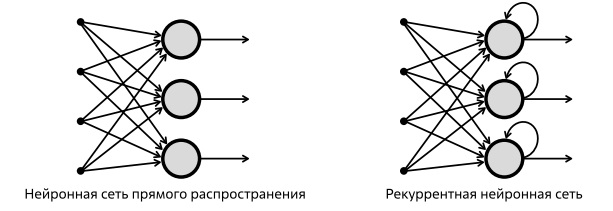 Нейронная сеть прямого распространения
Рекуррентная нейронная сеть